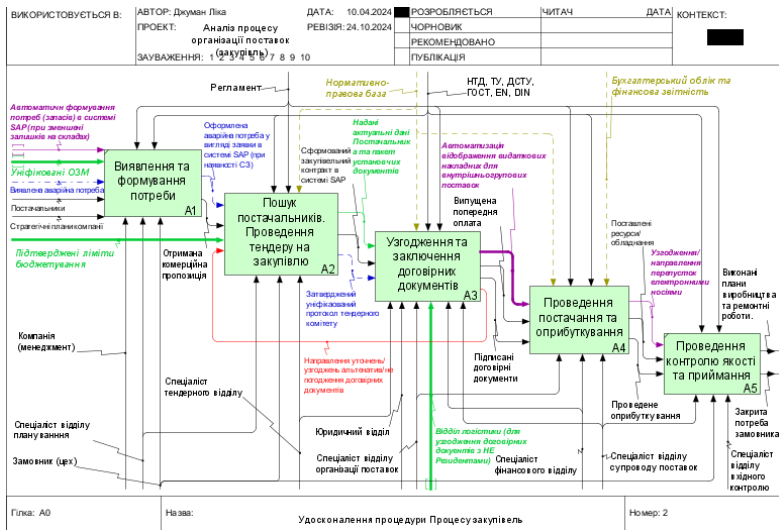 ВИКОРИСТОВУЄТЬСЯ В:
АВТОР: Джуман Ліка
ДАТА: 10.04.2024
ПРОЕКТ: Аналіз процесу
організації поставок
(закупівль)
РЕВІЗІЯ: 24.10.2024
ЗАУВАЖЕННЯ: 1 2 3 4 5 6 7 8 9 10
РОЗРОБЛЯЄТЬСЯ
ЧОРНОВИК
РЕКОМЕНДОВАНО
ПУБЛІКАЦІЯ
ЧИТАЧ
ДАТА
КОНТЕКСТ:
Регламент
Нормативно-
правова база
НТД, ТУ, ДСТУ,
ГОСТ, EN, DIN
Бухгалтерський облік та
фінансова звітність
Автоматичн формування
потреб (запасів) в системі
SAP (при зменшені
залишків на складах)
Уніфіковані ОЗМ
Виявлена аварійна потреба
Постачальники
Стратегічні плани компанії
Підтверджені ліміти
бюджетування
Виявлення та
формування
потреби
A1
Оформлена
аварійна потреба у
вигляді заявки в
системі SAP (при
наявності СЗ)
Отримана
комерційна
пропозиція
Пошук
постачальників.
Проведення
тендеру на
закупівлю
A2
Сформований
закупівельний
контракт в
системі SAP
Надані
актуальні дані
Постачальник
а та пакет
установчих
документів
Затверджений
уніфікований
протокол тендерного
комітету
Узгодження та
заключення
договірних
документів
A3
Автоматизація
відображення видаткових
накладних для
внутрішньогрупових
поставок
Випущена
попередня
оплата
Підписані
договірні
документи
Направлення уточнень/
узгоджень альтернатив/не
погодження договірних
документів
Проведення
постачання та
оприбуткування
A4
Поставлені
ресурси/
обладнання
Узгодження/
направлення
перепусток
електронними
носіями
Проведене
оприбуткування
Проведення
контролю якості
та приймання
A5
Виконані
плани
виробництва
та ремонтні
роботи.
Закрита
потреба
замовника
Компанія
(менеджмент)
Спеціаліст відділу
планування
Замовник (цех)
Спеціаліст
тендерного відділу
Юридичний відділ
Спеціаліст відділу
організації поставок
Відділ логістики (для
узгодження договірних
документів з НЕ
Резидентами)
Спеціаліст
фінансового відділу
Спеціаліст відділу
супроводу поставок
Спеціаліст
відділу
вхідного
контролю
Гілка: A0
Назва:
Удосконалення процедури Процесу закупівель
Номер: 2